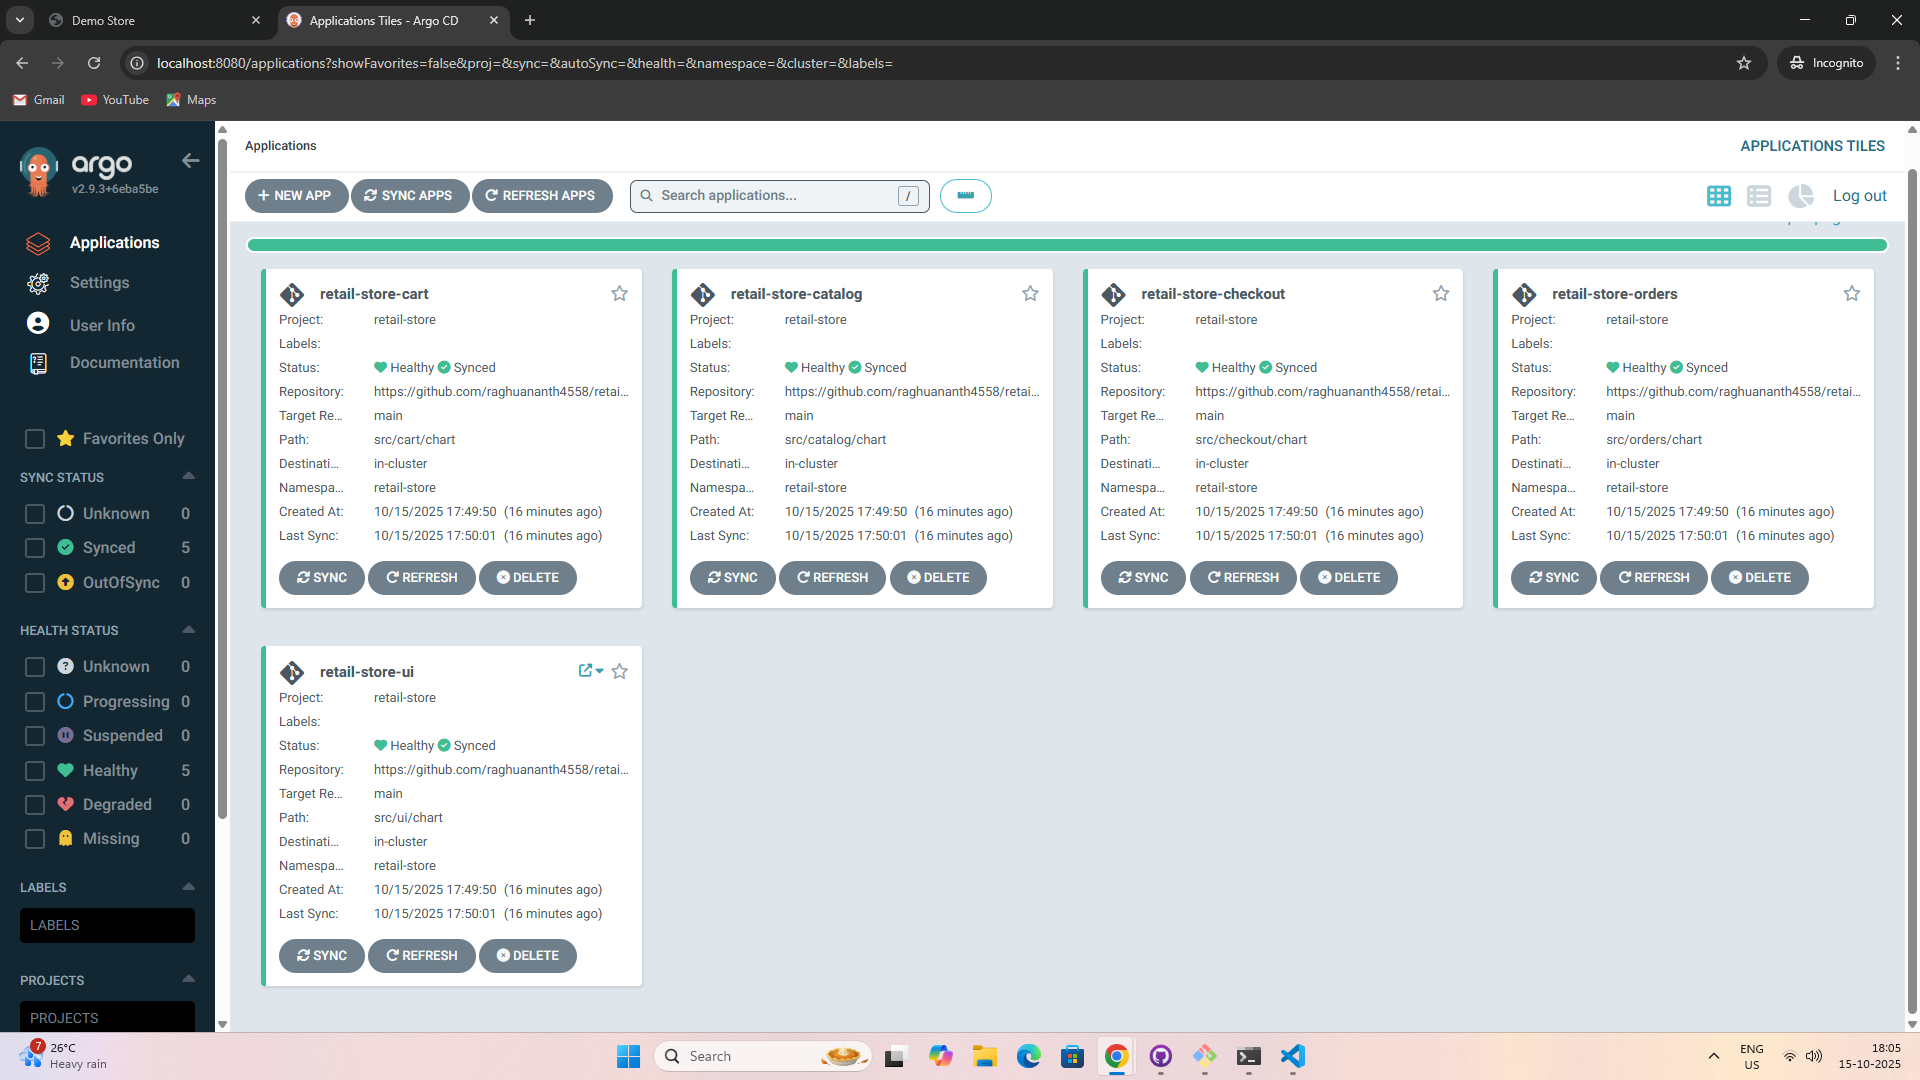 Demo Store
Applications Tiles - Argo CD
localhost:8080/applications?showFavorites=false&proj=&sync=&autoSync=&health=&namespace=&cluster=&labels=
Incognito
Gmail
YouTube
Maps
argo
v2.9.3+6eba5be
Applications
Settings
User Info
Documentation
Favorites Only
SYNC STATUS
Unknown 0
Synced 5
OutOfSync 0
HEALTH STATUS
Unknown 0
Progressing 0
Suspended 0
Healthy 5
Degraded 0
Missing 0
LABELS
LABELS
PROJECTS
PROJECTS
Applications
APPLICATIONS TILES
+ NEW APP
SYNC APPS
REFRESH APPS
Search applications...
/
Log out
retail-store-cart
Project: retail-store
Labels:
Status: Healthy Synced
Repository: https://github.com/raghuananth4558/retai...
Target Re... main
Path: src/cart/chart
Destinati... in-cluster
Namespa... retail-store
Created At: 10/15/2025 17:49:50 (16 minutes ago)
Last Sync: 10/15/2025 17:50:01 (16 minutes ago)
SYNC REFRESH DELETE
retail-store-catalog
Project: retail-store
Labels:
Status: Healthy Synced
Repository: https://github.com/raghuananth4558/retai...
Target Re... main
Path: src/catalog/chart
Destinati... in-cluster
Namespa... retail-store
Created At: 10/15/2025 17:49:50 (16 minutes ago)
Last Sync: 10/15/2025 17:50:01 (16 minutes ago)
SYNC REFRESH DELETE
retail-store-checkout
Project: retail-store
Labels:
Status: Healthy Synced
Repository: https://github.com/raghuananth4558/retai...
Target Re... main
Path: src/checkout/chart
Destinati... in-cluster
Namespa... retail-store
Created At: 10/15/2025 17:49:50 (16 minutes ago)
Last Sync: 10/15/2025 17:50:01 (16 minutes ago)
SYNC REFRESH DELETE
retail-store-orders
Project: retail-store
Labels:
Status: Healthy Synced
Repository: https://github.com/raghuananth4558/retai...
Target Re... main
Path: src/orders/chart
Destinati... in-cluster
Namespa... retail-store
Created At: 10/15/2025 17:49:50 (16 minutes ago)
Last Sync: 10/15/2025 17:50:01 (16 minutes ago)
SYNC REFRESH DELETE
retail-store-ui
Project: retail-store
Labels:
Status: Healthy Synced
Repository: https://github.com/raghuananth4558/retai...
Target Re... main
Path: src/ui/chart
Destinati... in-cluster
Namespa... retail-store
Created At: 10/15/2025 17:49:50 (16 minutes ago)
Last Sync: 10/15/2025 17:50:01 (16 minutes ago)
SYNC REFRESH DELETE
7
26°C
Heavy rain
Search
ENG
US
18:05
15-10-2025